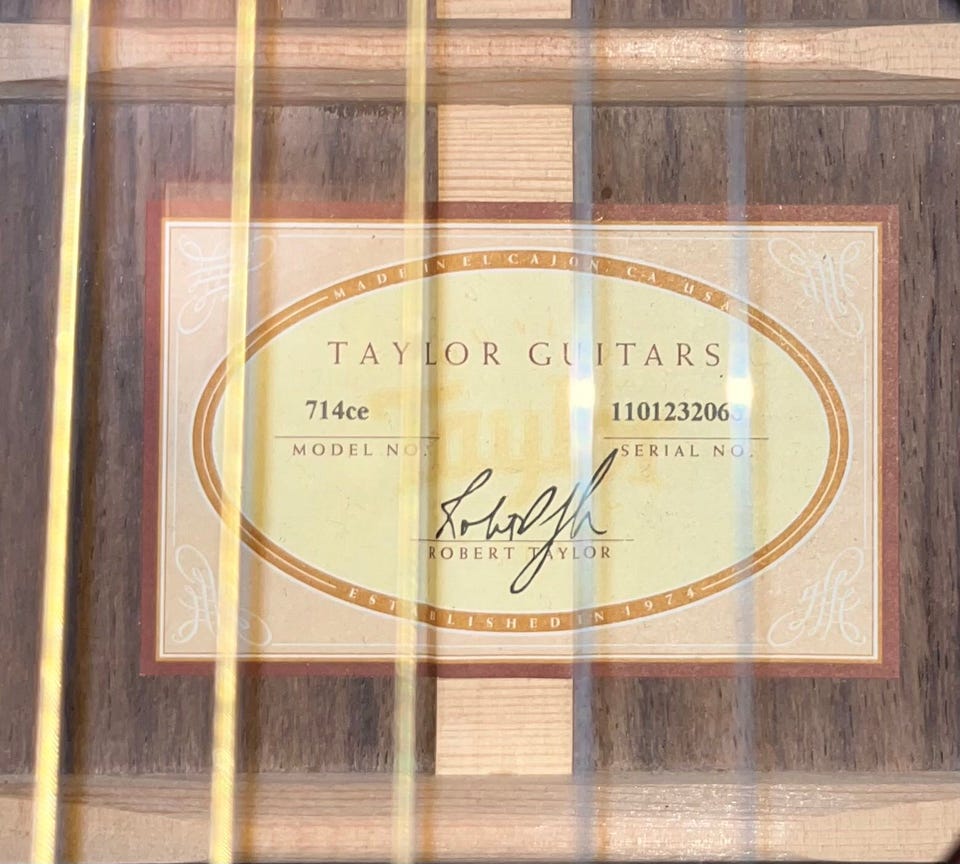 MADE IN EL CAJON, CA USA
TAYLOR GUITARS
714ce
MODEL NO.
SERIAL NO.
ROBERT TAYLOR
ESTABLISHED IN 1974